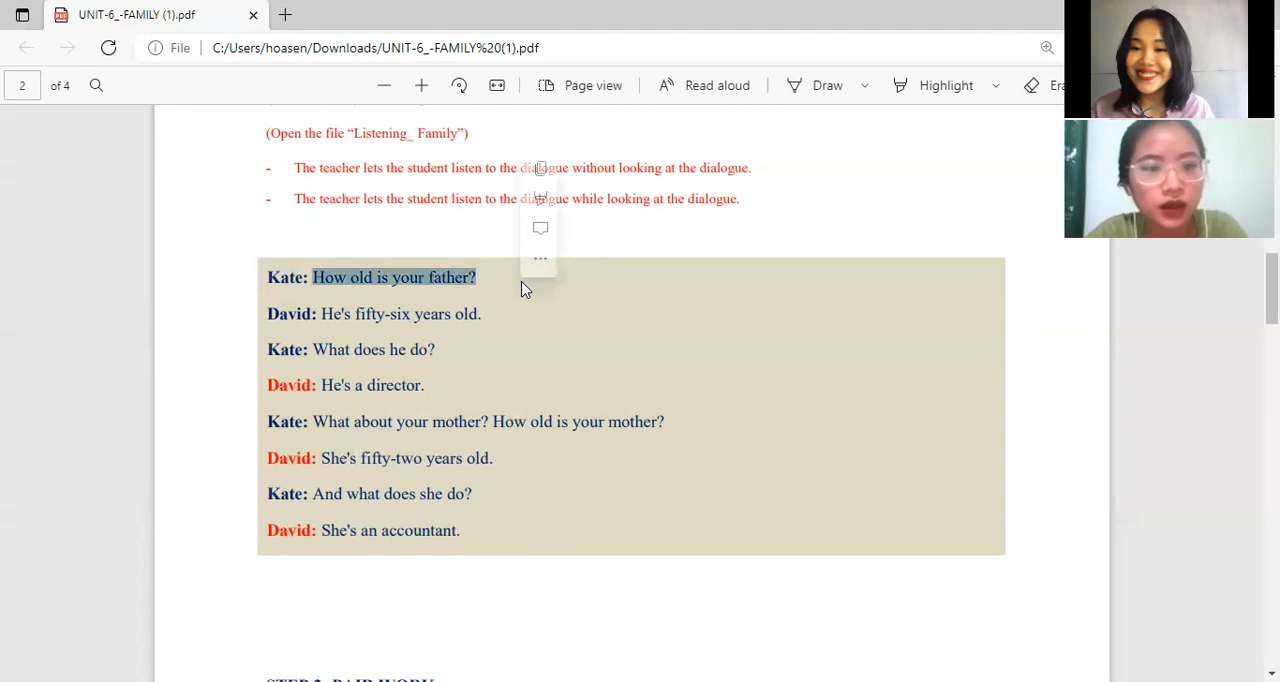 UNIT-6_-FAMILY (1).pdf
File C:/Users/hoasen/Downloads/UNIT-6_-FAMILY%20(1).pdf
2 of 4 Page view Read aloud Draw Highlight
(Open the file “Listening_ Family”)
- The teacher lets the student listen to the dialogue without looking at the dialogue.
- The teacher lets the student listen to the dialogue while looking at the dialogue.
Kate: How old is your father?
David: He's fifty-six years old.
Kate: What does he do?
David: He's a director.
Kate: What about your mother? How old is your mother?
David: She's fifty-two years old.
Kate: And what does she do?
David: She's an accountant.